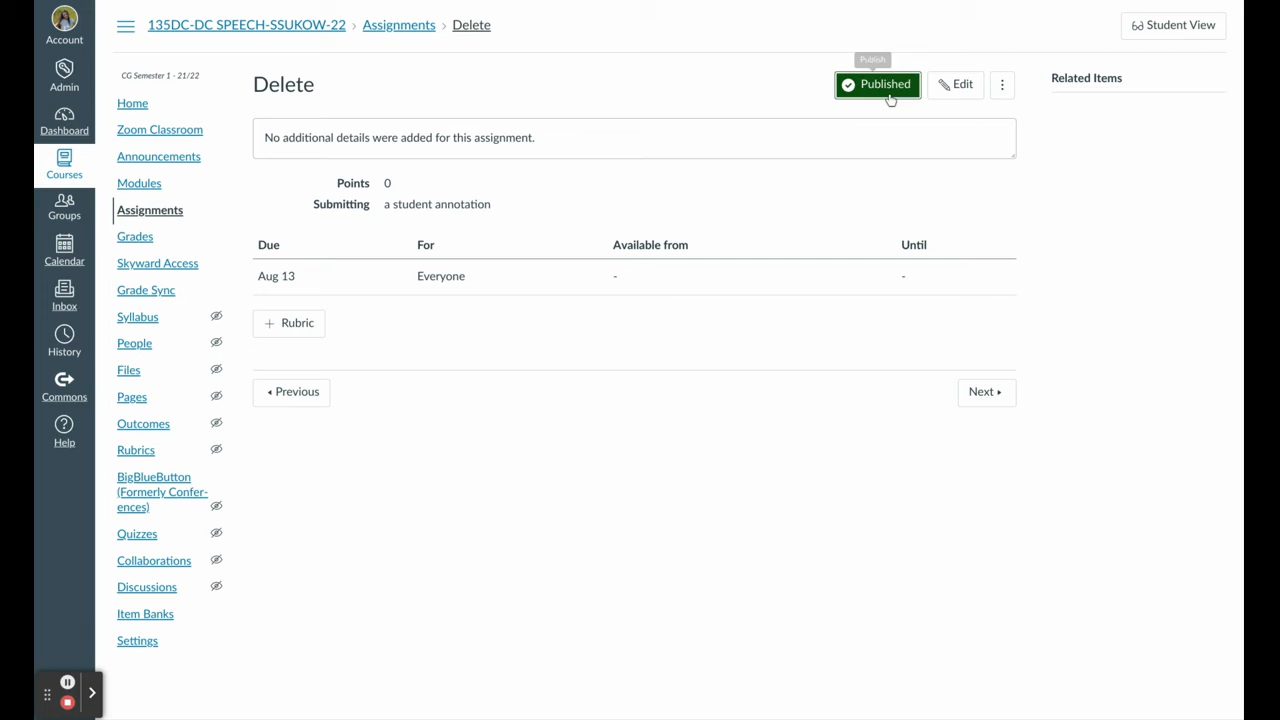 Account
Admin
Dashboard
Courses
Groups
Calendar
Inbox
History
Commons
Help
135DC-DC SPEECH-SSUKOW-22 › Assignments › Delete
Student View
CG Semester 1 - 21/22
Home
Zoom Classroom
Announcements
Modules
Assignments
Grades
Skyward Access
Grade Sync
Syllabus
People
Files
Pages
Outcomes
Rubrics
BigBlueButton
(Formerly Confer-
ences)
Quizzes
Collaborations
Discussions
Item Banks
Settings
Publish
Delete
Published
Edit
Related Items
No additional details were added for this assignment.
Points 0
Submitting a student annotation
Due For Available from Until
Aug 13 Everyone - -
+ Rubric
Previous
Next